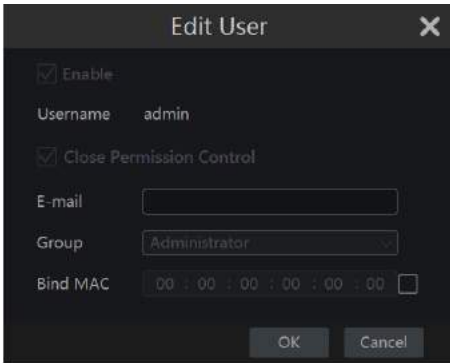 Edit User
Enable
Username admin
Close Permission Control
E-mail
Group Administrator
Bind MAC 00 : 00 : 00 : 00 : 00 : 00
OK Cancel